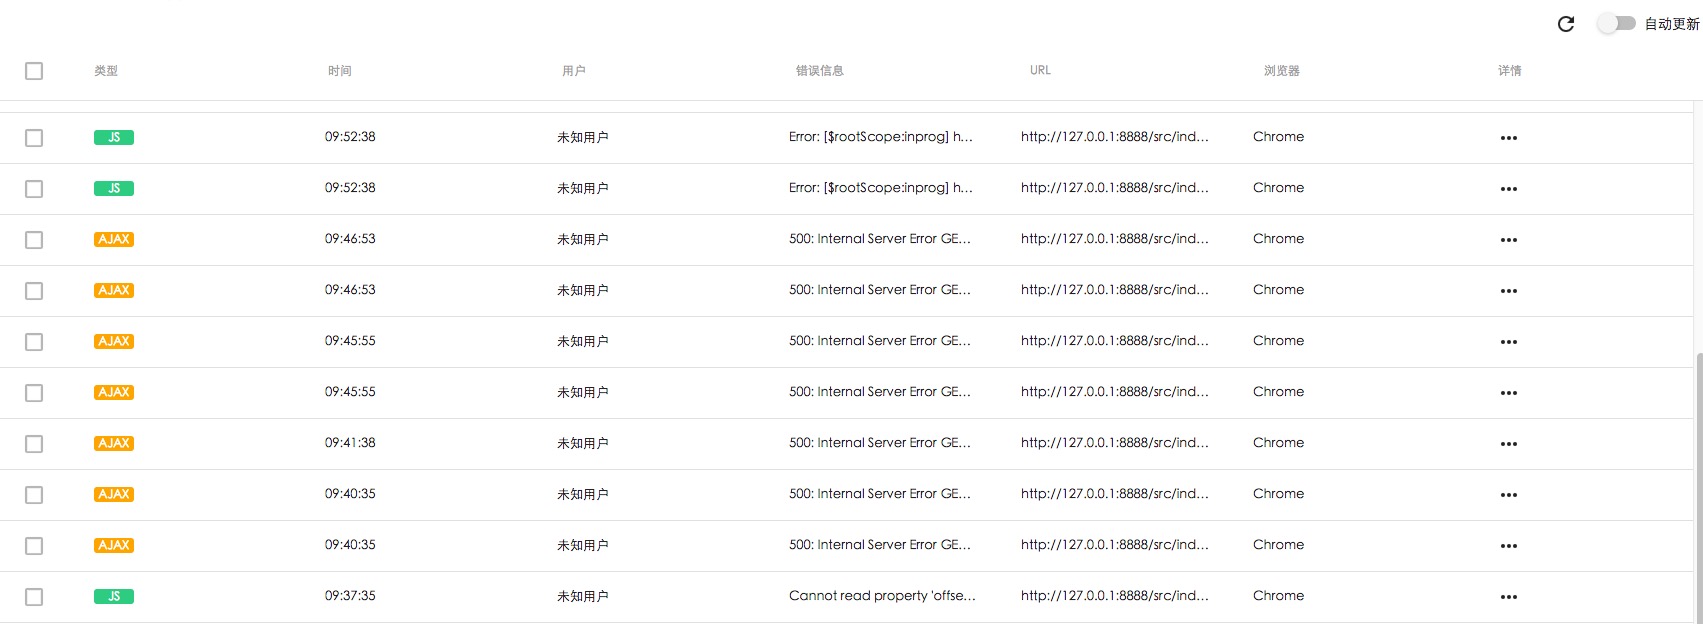 自动更新
类型 时间 用户 错误信息 URL 浏览器 详情
JS 09:52:38 未知用户 Error: [$rootScope:inprog] h... http://127.0.0.1:8888/src/ind... Chrome
JS 09:52:38 未知用户 Error: [$rootScope:inprog] h... http://127.0.0.1:8888/src/ind... Chrome
AJAX 09:46:53 未知用户 500: Internal Server Error GE... http://127.0.0.1:8888/src/ind... Chrome
AJAX 09:46:53 未知用户 500: Internal Server Error GE... http://127.0.0.1:8888/src/ind... Chrome
AJAX 09:45:55 未知用户 500: Internal Server Error GE... http://127.0.0.1:8888/src/ind... Chrome
AJAX 09:45:55 未知用户 500: Internal Server Error GE... http://127.0.0.1:8888/src/ind... Chrome
AJAX 09:41:38 未知用户 500: Internal Server Error GE... http://127.0.0.1:8888/src/ind... Chrome
AJAX 09:40:35 未知用户 500: Internal Server Error GE... http://127.0.0.1:8888/src/ind... Chrome
AJAX 09:40:35 未知用户 500: Internal Server Error GE... http://127.0.0.1:8888/src/ind... Chrome
JS 09:37:35 未知用户 Cannot read property 'offse... http://127.0.0.1:8888/src/ind... Chrome